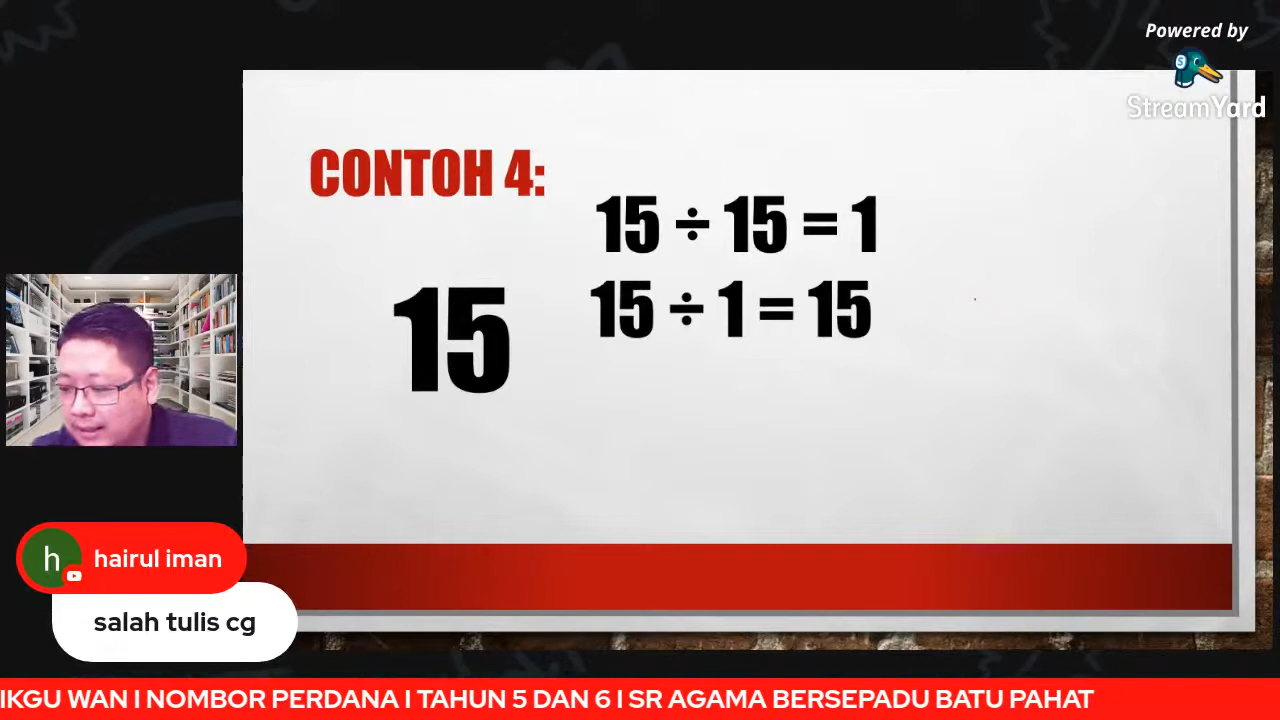 Powered by
StreamYard
CONTOH 4:
15 ÷ 15 = 1
15 ÷ 1 = 15
15
h
hairul iman
salah tulis cg
IKGU WAN I NOMBOR PERDANA I TAHUN 5 DAN 6 I SR AGAMA BERSEPADU BATU PAHAT